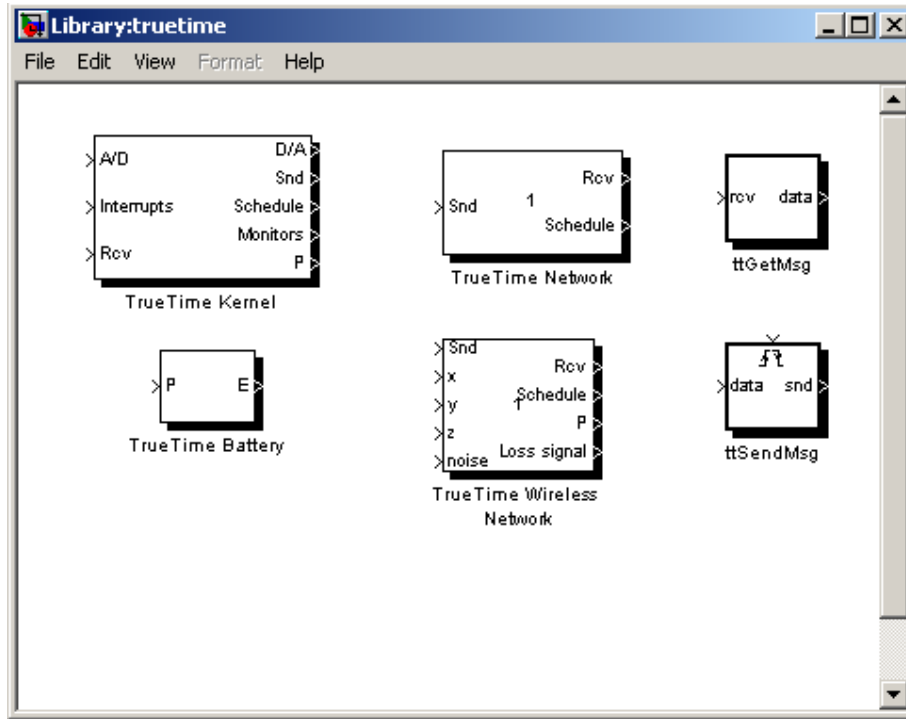 Library:truetime
File Edit View Format Help
A/D
Interrupts
Rcv
D/A
Snd
Schedule
Monitors
P
TrueTime Kernel
Snd
1
Rcv
Schedule
TrueTime Network
rcv data
ttGetMsg
P E
TrueTime Battery
Snd
x
y
z
noise
1
Rcv
Schedule
P
Loss signal
TrueTime Wireless
Network
data snd
ttSendMsg